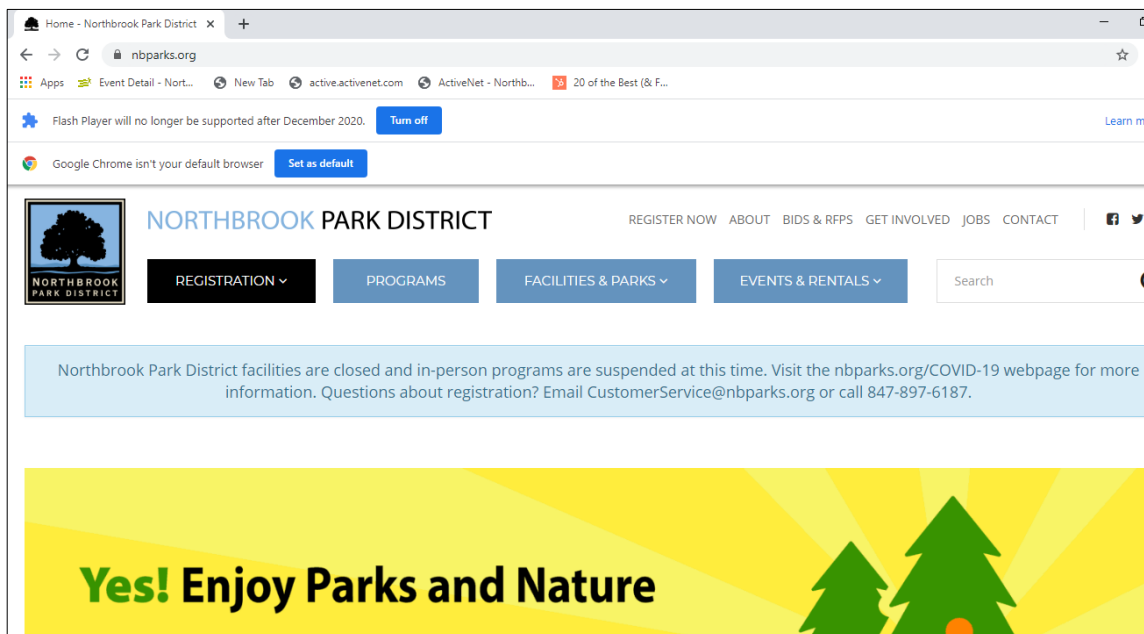 Home - Northbrook Park District
nbparks.org
Apps Event Detail - Nort... New Tab active.activenet.com ActiveNet - Northb... 20 of the Best (& F...
Flash Player will no longer be supported after December 2020. Turn off Learn m
Google Chrome isn't your default browser Set as default
NORTHBROOK PARK DISTRICT
REGISTER NOW ABOUT BIDS & RFPS GET INVOLVED JOBS CONTACT
NORTHBROOK
PARK DISTRICT
REGISTRATION PROGRAMS FACILITIES & PARKS EVENTS & RENTALS Search
Northbrook Park District facilities are closed and in-person programs are suspended at this time. Visit the nbparks.org/COVID-19 webpage for more
information. Questions about registration? Email CustomerService@nbparks.org or call 847-897-6187.
Yes! Enjoy Parks and Nature